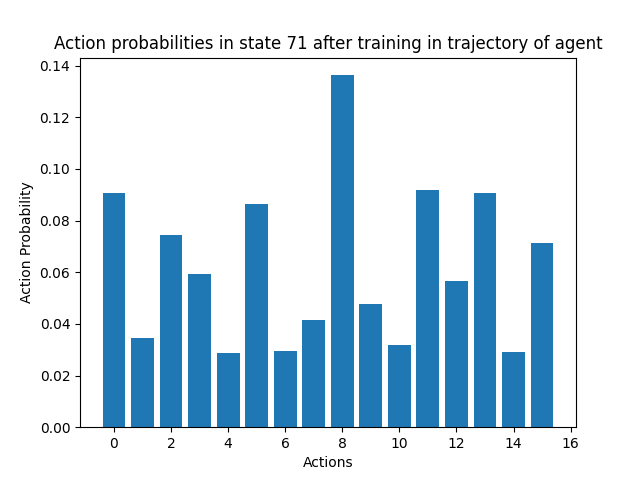 Action probabilities in state 71 after training in trajectory of agent
0.14
0.12
0.10
0.08
0.06
0.04
0.02
0.00
Action Probability
0 2 4 6 8 10 12 14 16
Actions